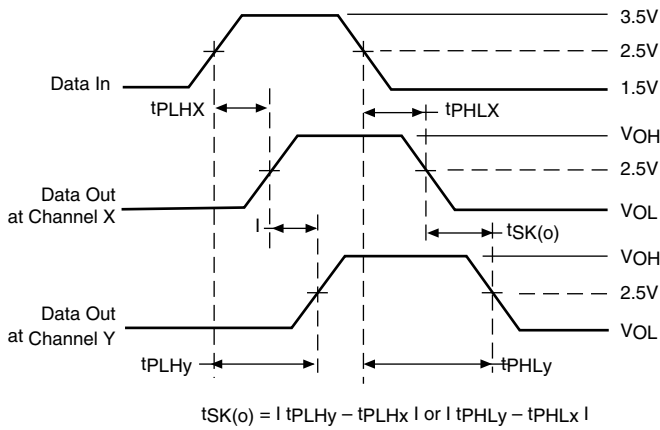 3.5V
2.5V
Data In
1.5V
tPLHX
tPHLX
VOH
2.5V
Data Out
at Channel X
VOL
I
tSK(o)
VOH
2.5V
Data Out
at Channel Y
VOL
tPLHy
tPHLy
tSK(o) = I tPLHy – tPLHx I or I tPHLy – tPHLx I